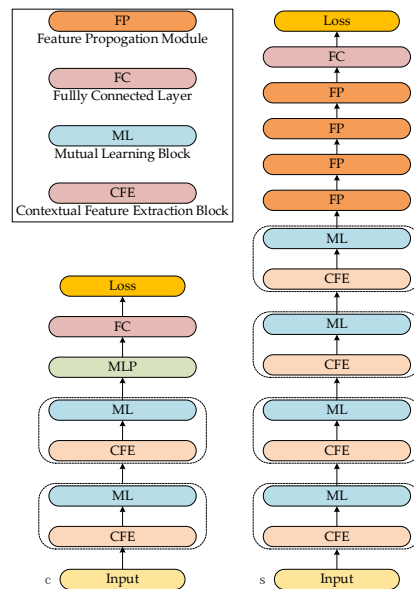 FP
Feature Propogation Module
FC
Fullly Connected Layer
ML
Mutual Learning Block
CFE
Contextual Feature Extraction Block
Loss
FC
MLP
ML
CFE
ML
CFE
c
Input
Loss
FC
FP
FP
FP
FP
ML
CFE
ML
CFE
ML
CFE
ML
CFE
s
Input